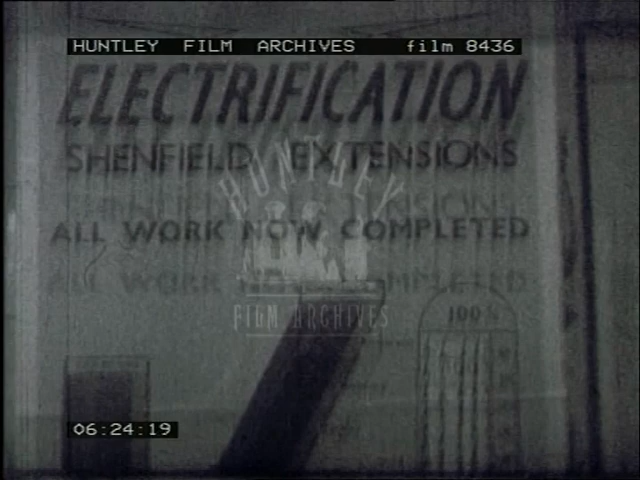 HUNTLEY FILM ARCHIVES film 8436
ELECTRIFICATION
SHENFIELD EXTENSIONS
ALL WORK NOW COMPLETED
HUNTLEY
FILM ARCHIVES
100%
06:24:19